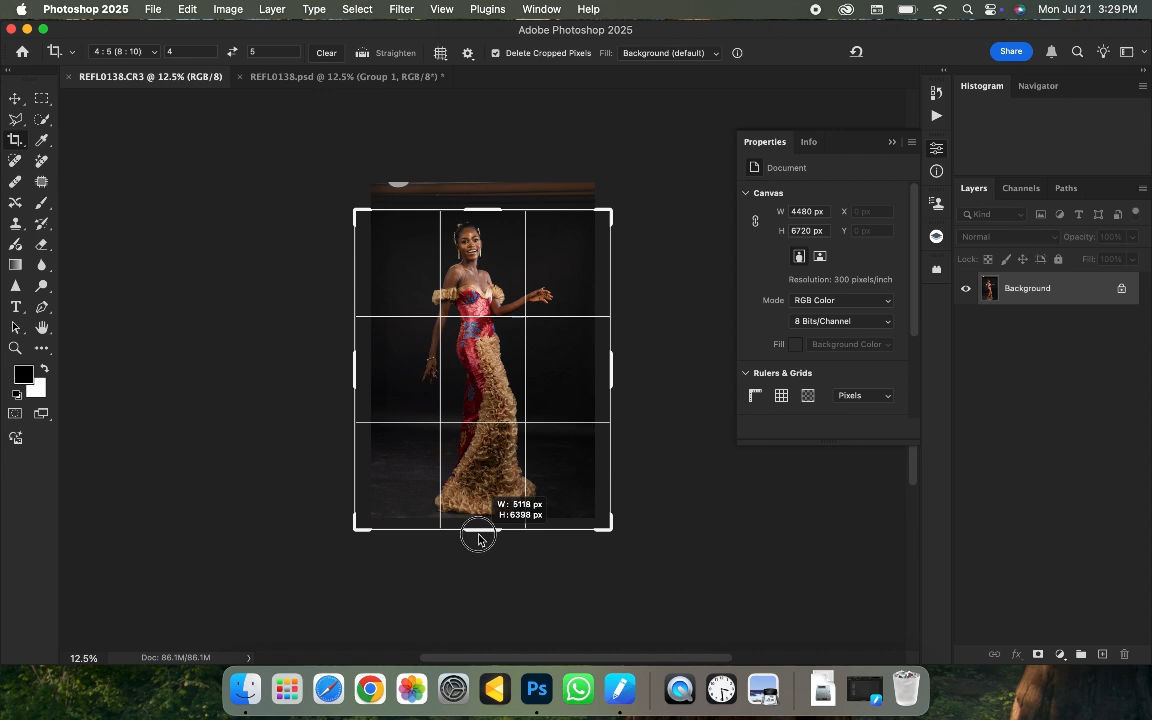 Photoshop 2025 File Edit Image Layer Type Select Filter View Plugins Window Help Mon Jul 21 3:29 PM
Adobe Photoshop 2025
4 : 5 (8 : 10) 4 5 Clear Straighten Delete Cropped Pixels Fill: Background (default) Share
REFL0138.CR3 @ 12.5% (RGB/8) REFL0138.psd @ 12.5% (Group 1, RGB/8*) *
Histogram Navigator
Properties Info
Document
Canvas
W 4480 px X 0 px
H 6720 px Y 0 px
Resolution: 300 pixels/inch
Mode RGB Color
8 Bits/Channel
Fill Background Color
Rulers & Grids
Pixels
Layers Channels Paths
Kind
Normal Opacity: 100%
Lock: Fill: 100%
Background
W: 5118 px
H: 6398 px
12.5% Doc: 86.1M/86.1M
Ps